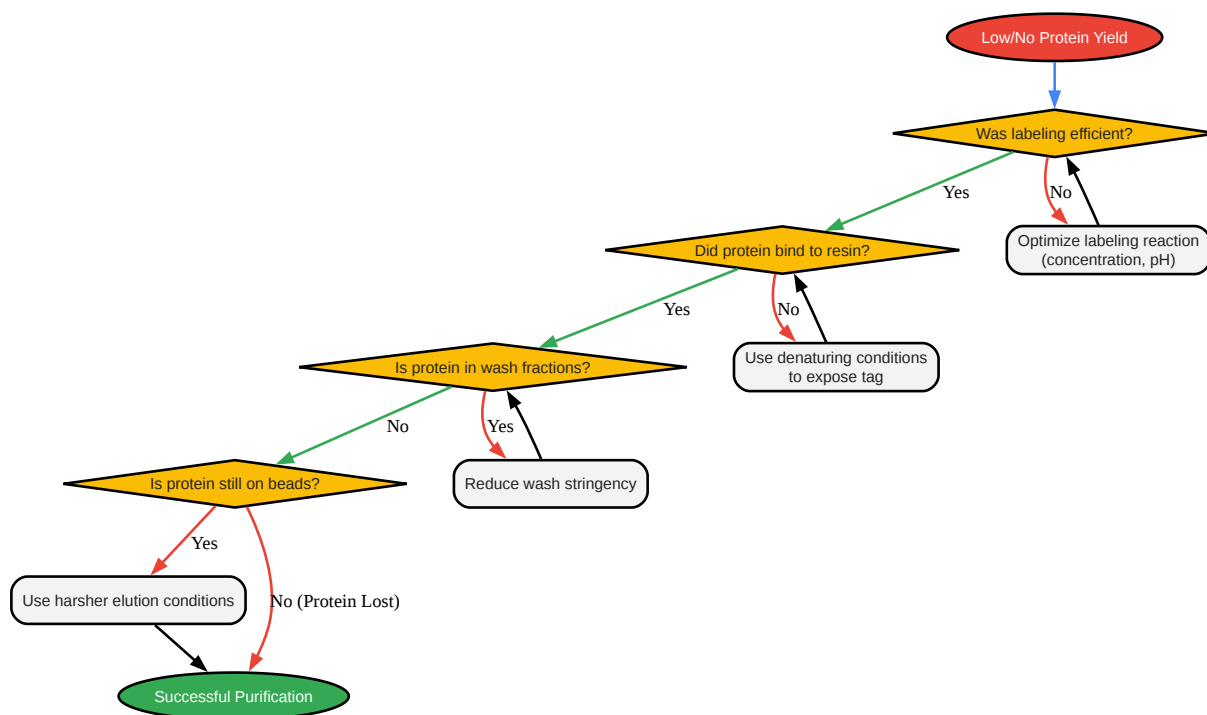 Low/No Protein Yield
Was labeling efficient?
Yes
No
Optimize labeling reaction
(concentration, pH)
Did protein bind to resin?
Yes
No
Use denaturing conditions
to expose tag
Is protein in wash fractions?
No
Yes
Reduce wash stringency
Is protein still on beads?
Yes
Use harsher elution conditions
No (Protein Lost)
Successful Purification